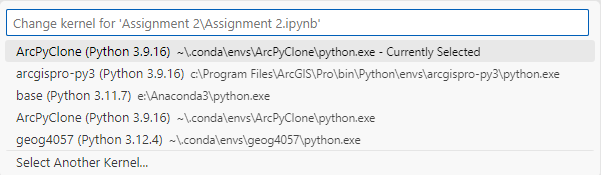 Change kernel for 'Assignment 2\Assignment 2.ipynb'
ArcPyClone (Python 3.9.16) ~\.conda\envs\ArcPyClone\python.exe - Currently Selected
arcgispro-py3 (Python 3.9.16) c:\Program Files\ArcGIS\Pro\bin\Python\envs\arcgispro-py3\python.exe
base (Python 3.11.7) e:\Anaconda3\python.exe
ArcPyClone (Python 3.9.16) ~\.conda\envs\ArcPyClone\python.exe
geog4057 (Python 3.12.4) ~\.conda\envs\geog4057\python.exe
Select Another Kernel...